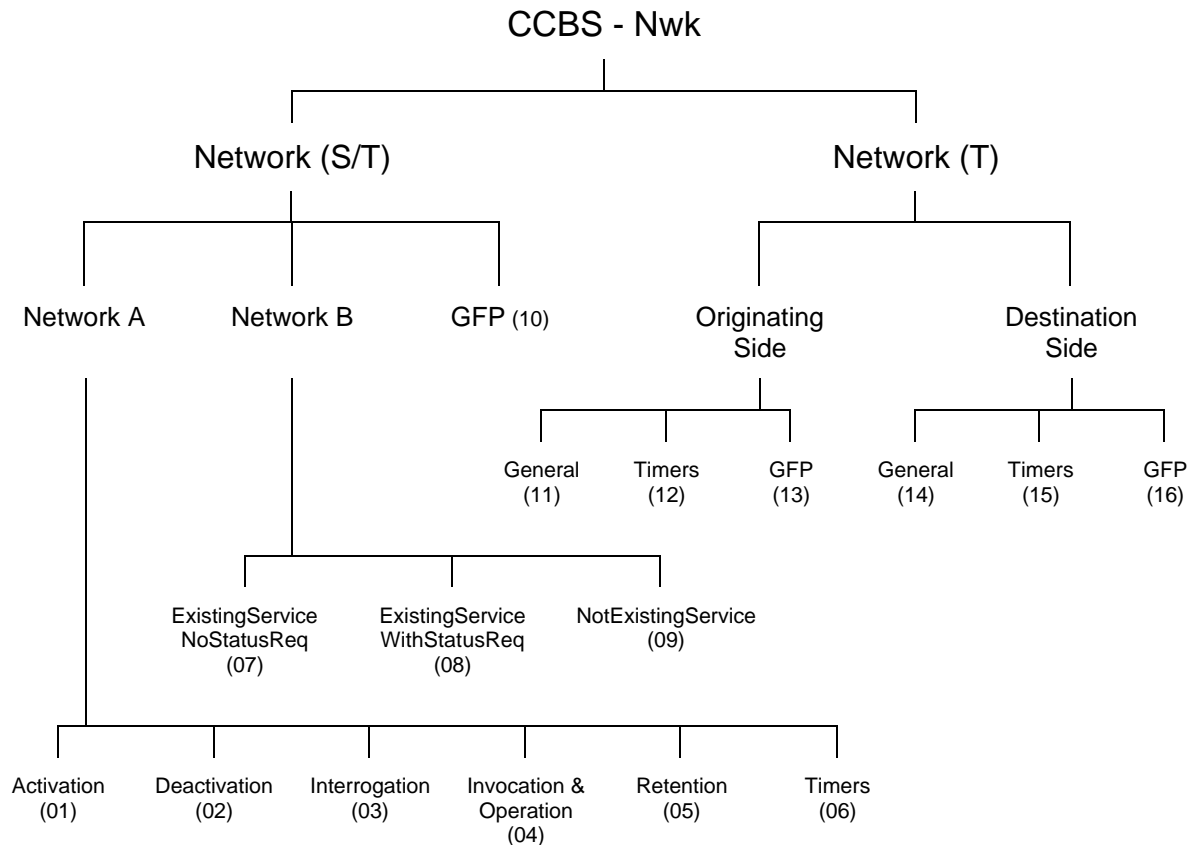 CCBS - Nwk
Network (S/T)
Network (T)
Network A
Network B
GFP (10)
Originating
Side
Destination
Side
General
(11)
Timers
(12)
GFP
(13)
General
(14)
Timers
(15)
GFP
(16)
ExistingService
NoStatusReq
(07)
ExistingService
WithStatusReq
(08)
NotExistingService
(09)
Activation
(01)
Deactivation
(02)
Interrogation
(03)
Invocation &
Operation
(04)
Retention
(05)
Timers
(06)